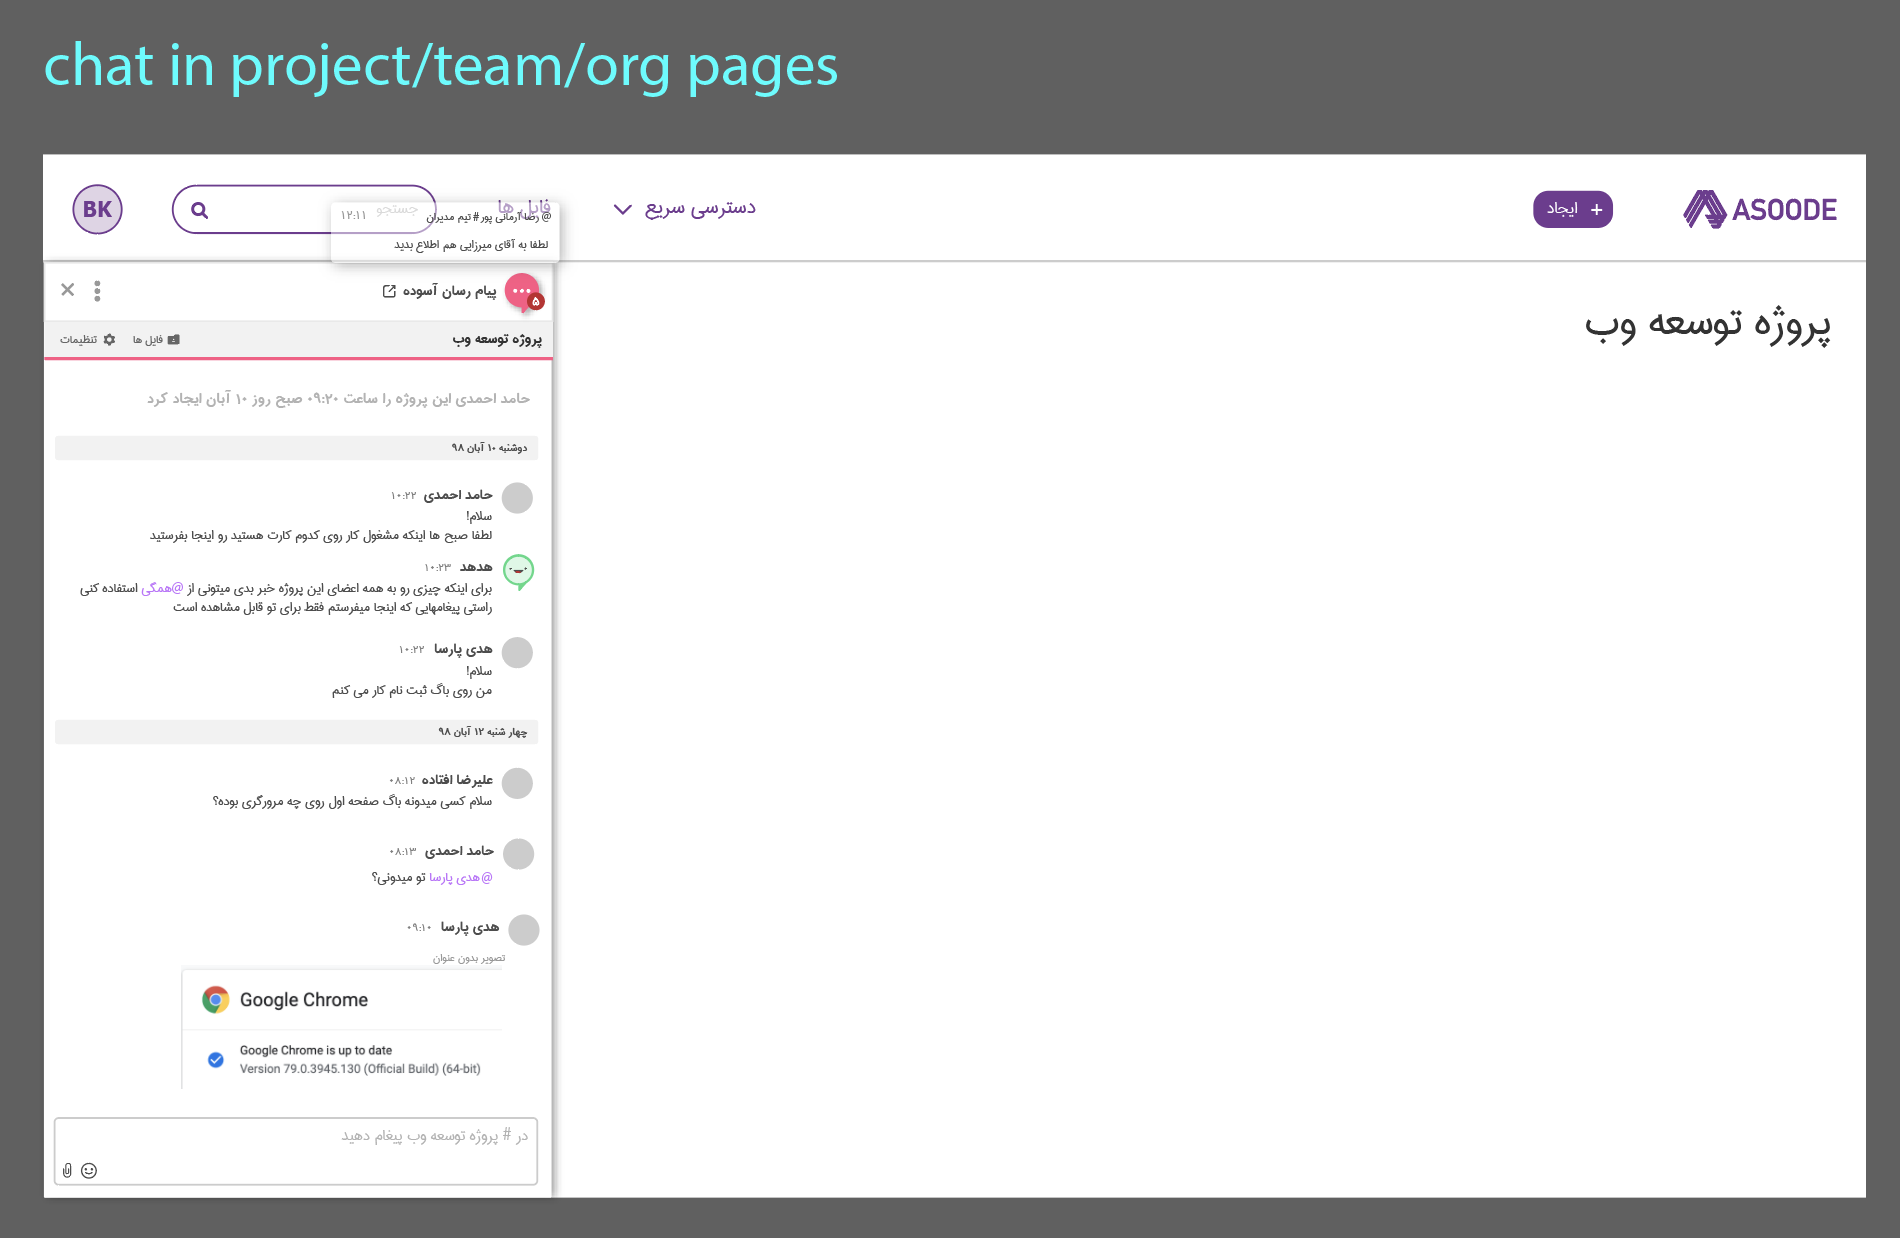 chat in project/team/org pages
ASOODE
+ ایجاد
دسترسی سریع
فایل ها
جستجو
BK
@ رضا آرمانی پور # تیم مدیران ۱۲:۱۱
لطفا به آقای میرزایی هم اطلاع بدید
پیام رسان آسوده
۵
پروژه توسعه وب
فایل ها
تنظیمات
پروژه توسعه وب
حامد احمدی این پروژه را ساعت ۰۹:۲۰ صبح روز ۱۰ آبان ایجاد کرد
دوشنبه ۱۰ آبان ۹۸
حامد احمدی ۱۰:۲۲
سلام!
لطفا صبح ها اینکه مشغول کار روی کدوم کارت هستید رو اینجا بفرستید
هدهد ۱۰:۲۳
برای اینکه چیزی رو به همه اعضای این پروژه خبر بدی میتونی از @همگی استفاده کنی
راستی پیغامهایی که اینجا میفرستم فقط برای تو قابل مشاهده است
هدی پارسا ۱۰:۲۲
سلام!
من روی باگ ثبت نام کار می کنم
چهار شنبه ۱۲ آبان ۹۸
علیرضا افتاده ۰۸:۱۲
سلام کسی میدونه باگ صفحه اول روی چه مرورگری بوده؟
حامد احمدی ۰۸:۱۳
@هدی پارسا تو میدونی؟
هدی پارسا ۰۹:۱۰
تصویر بدون عنوان
Google Chrome
Google Chrome is up to date
Version 79.0.3945.130 (Official Build) (64-bit)
در # پروژه توسعه وب پیغام دهید